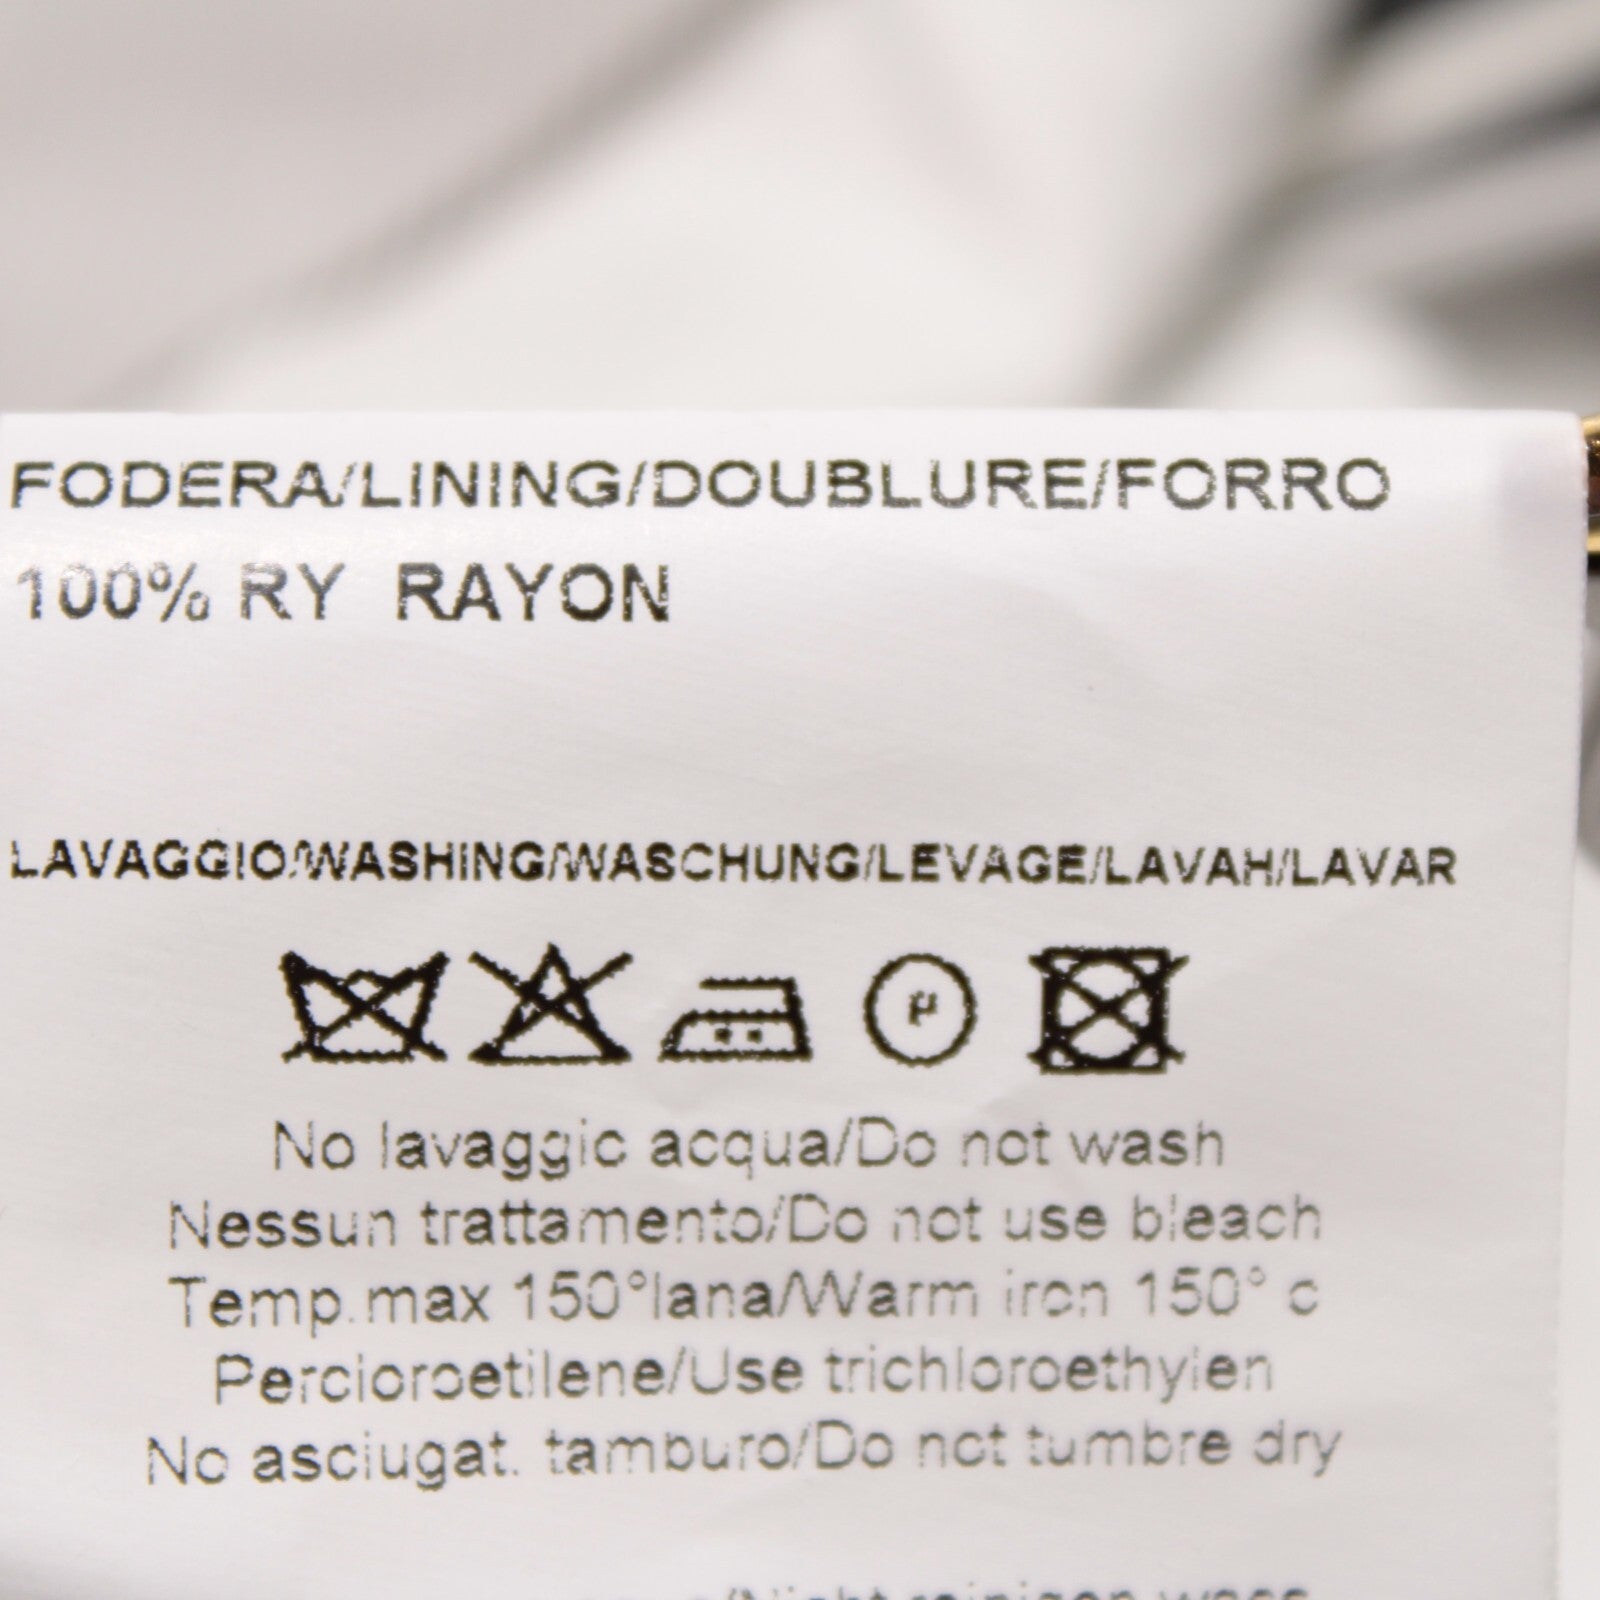 FODERA/LINING/DOUBLURE/FORRO
100% RY RAYON
LAVAGGIO/WASHING/WASCHUNG/LEVAGE/LAVAH/LAVAR
No lavaggio acqua/Do not wash
Nessun trattamento/Do not use bleach
Temp.max 150°lana/Warm iron 150° c
Percloroetilene/Use trichloroethylen
No asciugat. tamburo/Do not tumbre dry